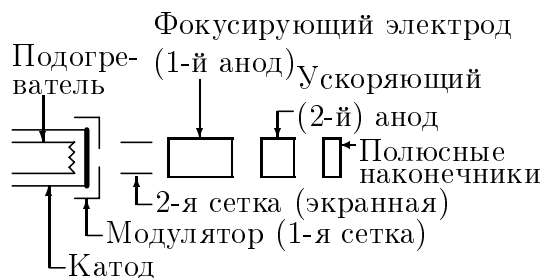 Фокусирующий электрод
(1-й анод)
Подогре-
ватель
Ускоряющий
(2-й) анод
Полюсные
наконечники
2-я сетка (экранная)
Модулятор (1-я сетка)
Катод